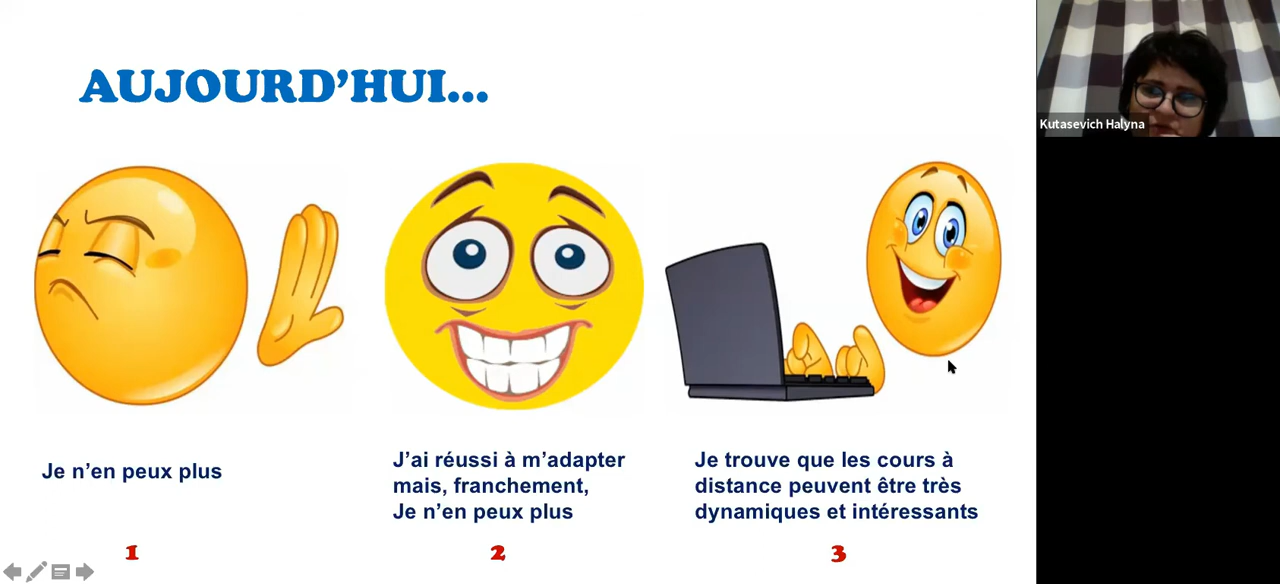 AUJOURD’HUI...
Kutasevich Halyna
Je n’en peux plus
J’ai réussi à m’adapter
mais, franchement,
Je n’en peux plus
Je trouve que les cours à
distance peuvent être très
dynamiques et intéressants
1
2
3